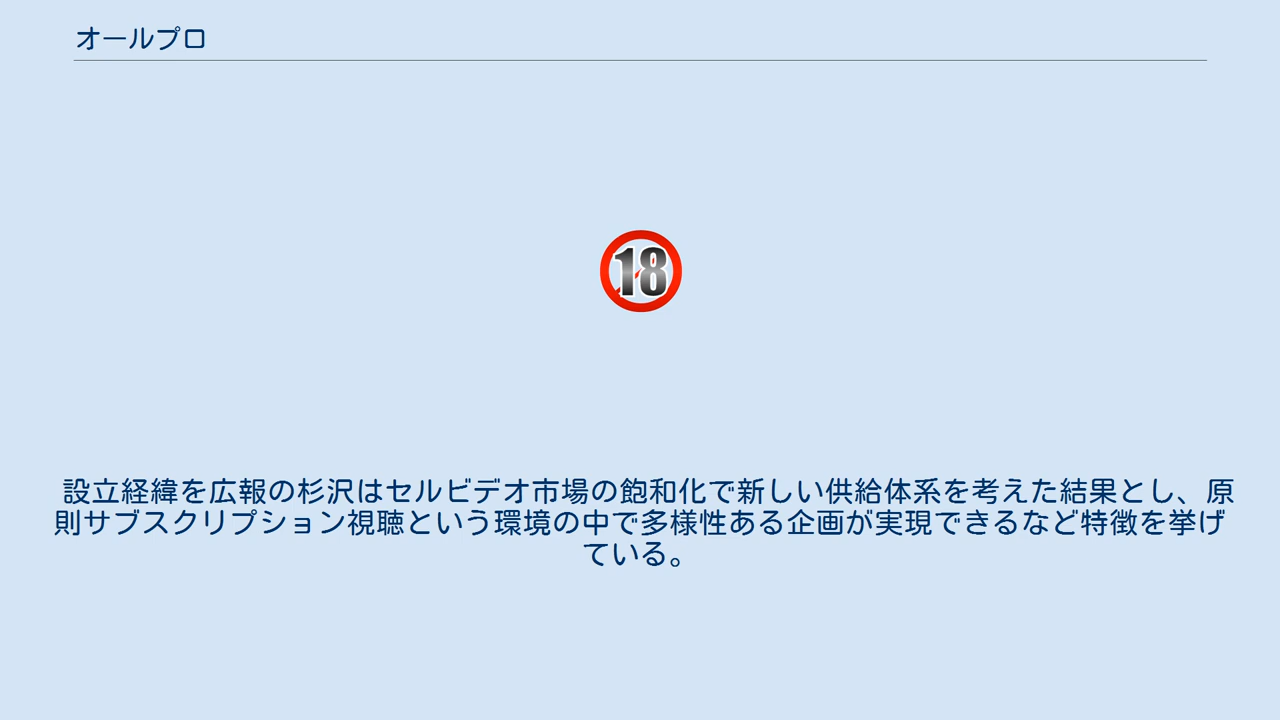 オールプロ
18
設立経緯を広報の杉沢はセルビデオ市場の飽和化で新しい供給体系を考えた結果とし、原
則サブスクリプション視聴という環境の中で多様性ある企画が実現できるなど特徴を挙げ
ている。